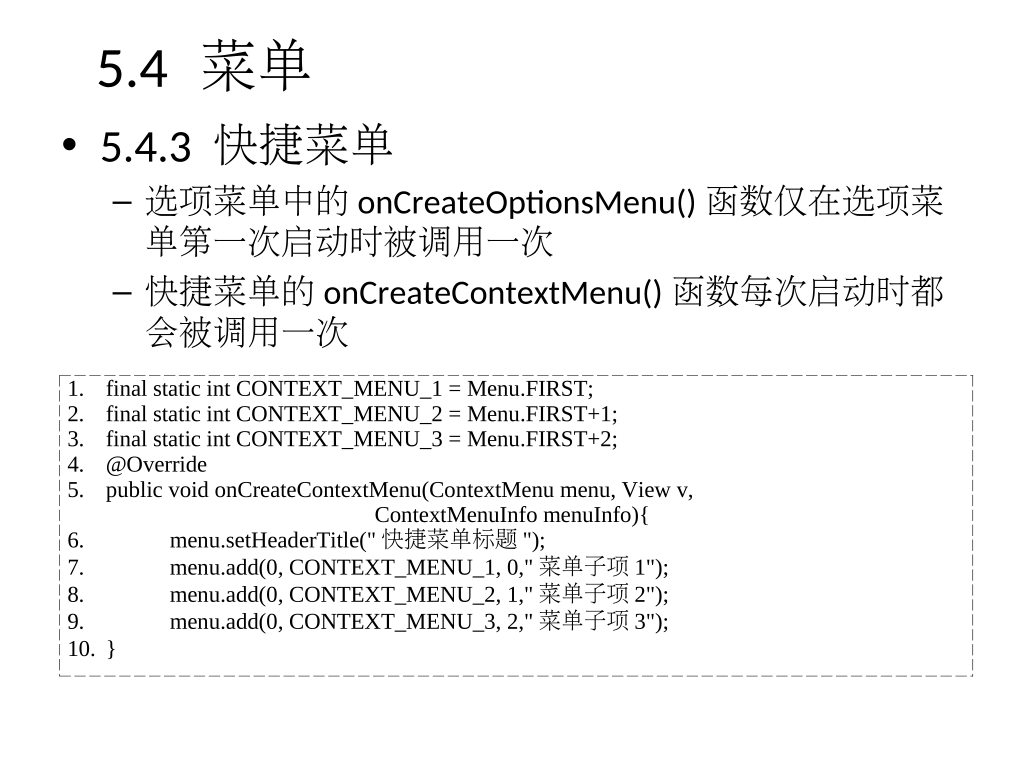 5.4 菜单
• 5.4.3 快捷菜单
– 选项菜单中的 onCreateOptionsMenu() 函数仅在选项菜
单第一次启动时被调用一次
– 快捷菜单的 onCreateContextMenu() 函数每次启动时都
会被调用一次
1. final static int CONTEXT_MENU_1 = Menu.FIRST;
2. final static int CONTEXT_MENU_2 = Menu.FIRST+1;
3. final static int CONTEXT_MENU_3 = Menu.FIRST+2;
4. @Override
5. public void onCreateContextMenu(ContextMenu menu, View v,
ContextMenuInfo menuInfo){
6. menu.setHeaderTitle(" 快捷菜单标题 ");
7. menu.add(0, CONTEXT_MENU_1, 0," 菜单子项 1");
8. menu.add(0, CONTEXT_MENU_2, 1," 菜单子项 2");
9. menu.add(0, CONTEXT_MENU_3, 2," 菜单子项 3");
10. }